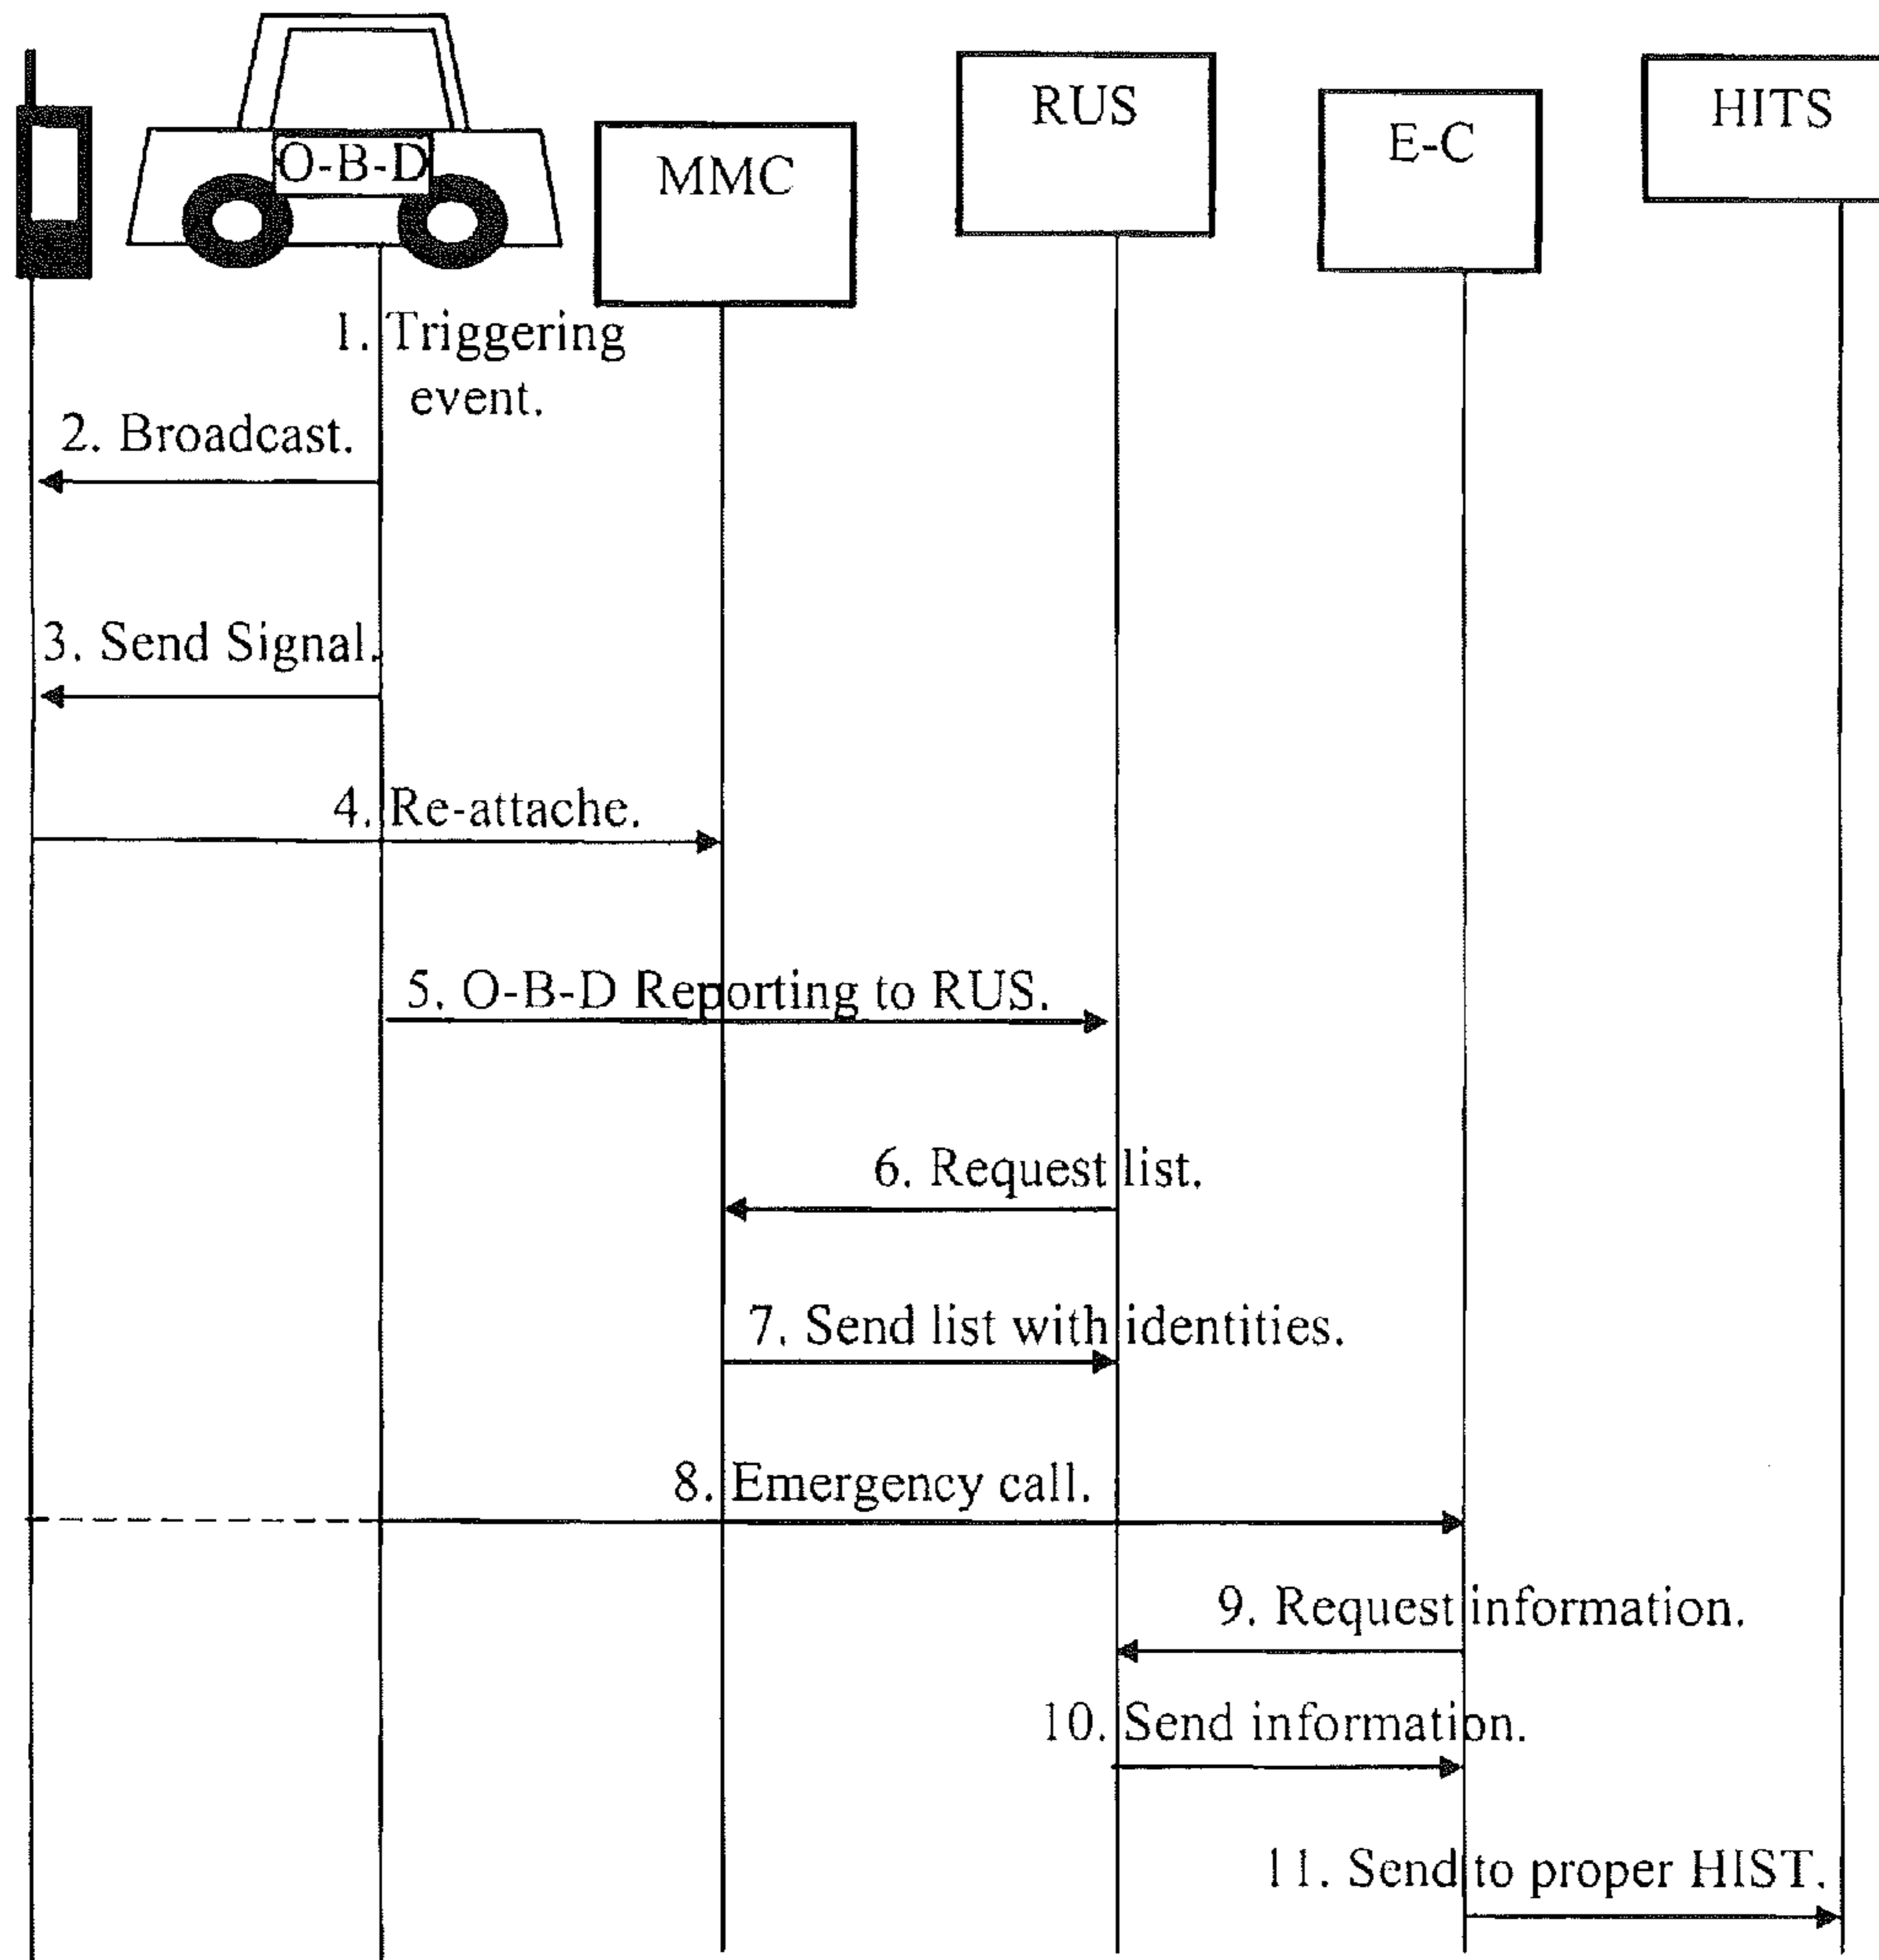 RUS
HITS
E-C
O-B-D
MMC
1. Triggering
event.
2. Broadcast.
3. Send Signal.
4. Re-attache.
5. O-B-D Reporting to RUS.
6. Request list.
7. Send list with identities.
8. Emergency call.
9. Request information.
10. Send information.
11. Send to proper HIST.